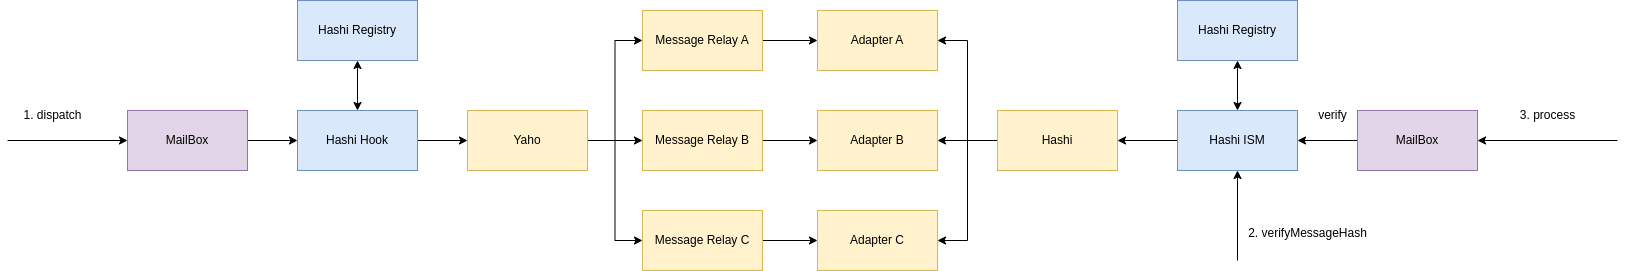 Hashi Registry
Hashi Registry
Message Relay A
Adapter A
1. dispatch
MailBox
Hashi Hook
Yaho
Message Relay B
Adapter B
Hashi
Hashi ISM
verify
MailBox
3. process
Message Relay C
Adapter C
2. verifyMessageHash